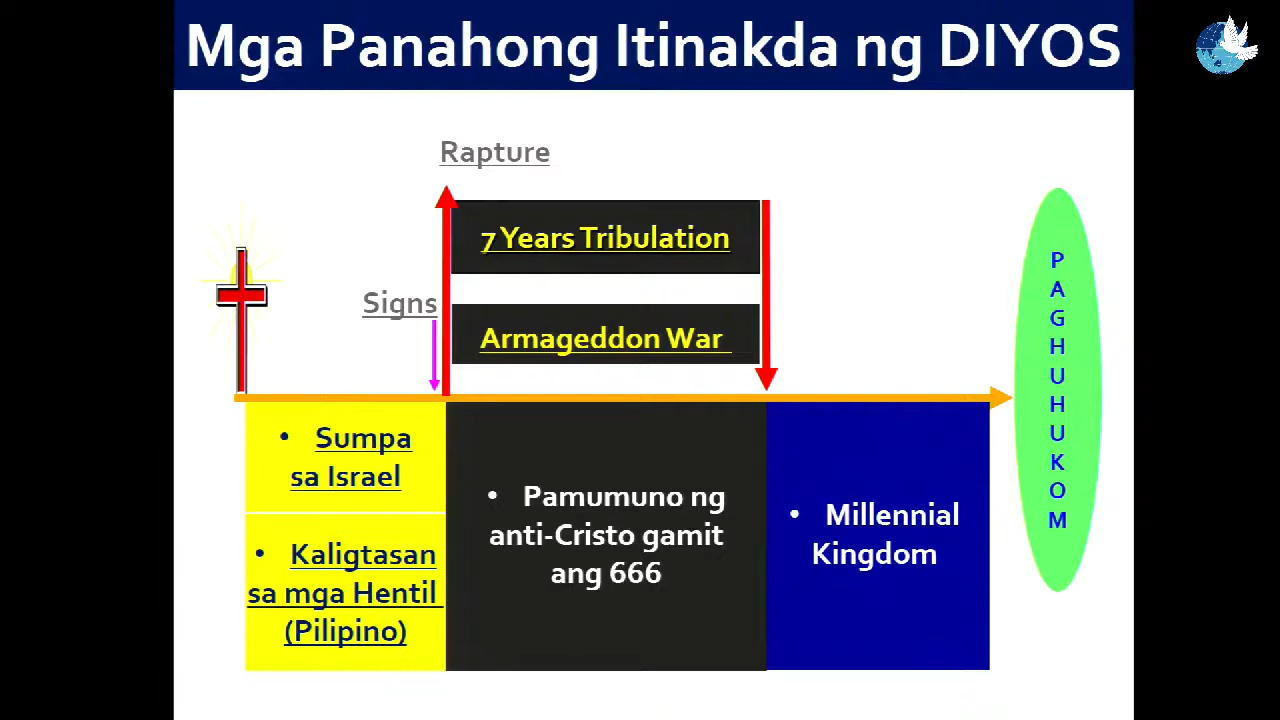 Mga Panahong Itinakda ng DIYOS
Rapture
7 Years Tribulation
Signs
Armageddon War
• Sumpa
sa Israel
• Kaligtasan
sa mga Hentil
(Pilipino)
• Pamumuno ng
anti-Cristo gamit
ang 666
• Millennial
Kingdom
P
A
G
H
U
H
U
K
O
M